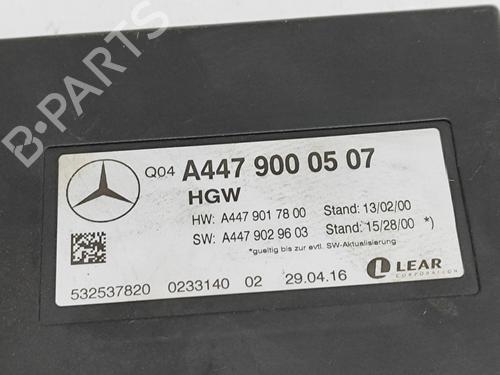 B-PARTS
Q04 A447 900 05 07
HGW
HW: A447 901 78 00 Stand: 13/02/00
SW: A447 902 96 03 Stand: 15/28/00 *)
*gueltig bis zur evtl. SW-Aktualisierung
532537820 0233140 02 29.04.16
LEAR
CORPORATION